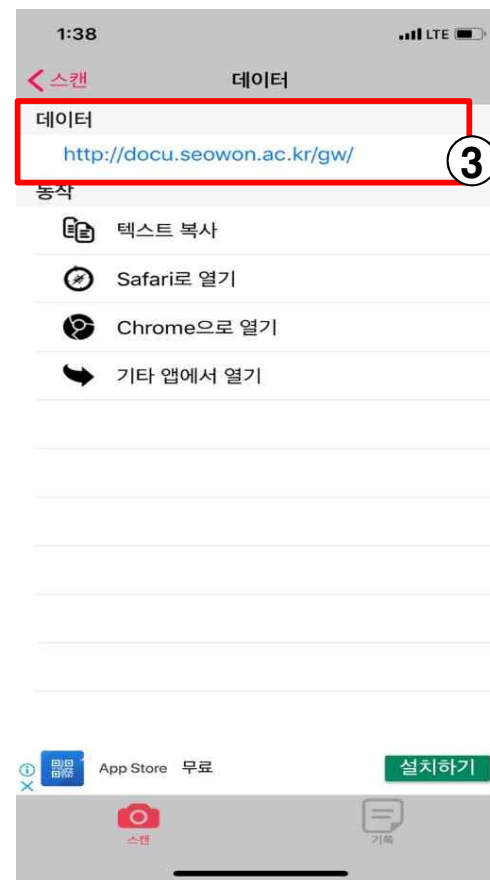 1:38 LTE
스캔 데이터
데이터
http://docu.seowon.ac.kr/gw/
③
동작
텍스트 복사
Safari로 열기
Chrome으로 열기
기타 앱에서 열기
App Store 무료 설치하기
스캔 기록